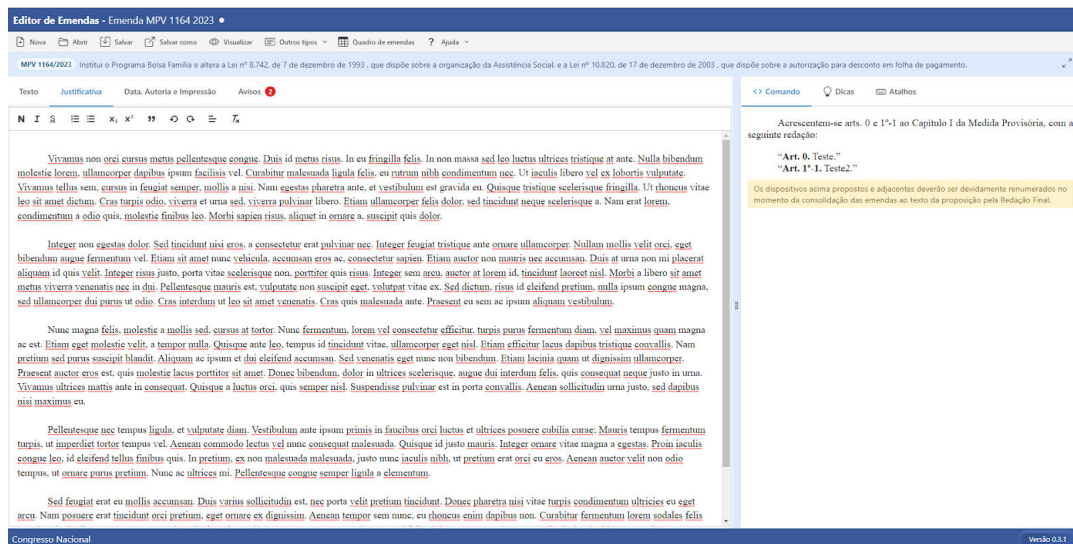 Editor de Emendas - Emenda MPV 1164 2023 ●
Nova Abrir Salvar Salvar como Visualizar Outros tipos Quadro de emendas ? Ajuda
MPV 1164/2023 Institui o Programa Bolsa Família e altera a Lei nº 8.742, de 7 de dezembro de 1993 , que dispõe sobre a organização da Assistência Social, e a Lei nº 10.820, de 17 de dezembro de 2003 , que dispõe sobre a autorização para desconto em folha de pagamento.
Texto Justificativa Data, Autoria e Impressão Avisos 2
N I S x₂ x² ” Tx
Vivamus non orci cursus metus pellentesque congue. Duis id metus risus. In eu fringilla felis. In non massa sed leo luctus ultrices tristique at ante. Nulla bibendum
molestie lorem, ullamcorper dapibus ipsum facilisis vel. Curabitur malesuada ligula felis, eu rutrum nibh condimentum nec. Ut iaculis libero vel ex lobortis vulputate.
Vivamus tellus sem, cursus in feugiat semper, mollis a nisi. Nam egestas pharetra ante, et vestibulum est gravida eu. Quisque tristique scelerisque fringilla. Ut rhoncus vitae
leo sit amet dictum. Cras turpis odio, viverra et urna sed, viverra pulvinar libero. Etiam ullamcorper felis dolor, sed tincidunt neque scelerisque a. Nam erat lorem,
condimentum a odio quis, molestie finibus leo. Morbi sapien risus, aliquet in ornare a, suscipit quis dolor.
Integer non egestas dolor. Sed tincidunt nisi eros, a consectetur erat pulvinar nec. Integer feugiat tristique ante ornare ullamcorper. Nullam mollis velit orci, eget
bibendum augue fermentum vel. Etiam sit amet nunc vehicula, accumsan eros ac, consectetur sapien. Etiam auctor non mauris nec accumsan. Duis at urna non mi placerat
aliquam id quis velit. Integer risus justo, porta vitae scelerisque non, porttitor quis risus. Integer sem arcu, auctor at lorem id, tincidunt laoreet nisl. Morbi a libero sit amet
metus viverra venenatis nec in dui. Pellentesque mauris est, vulputate non suscipit eget, volutpat vitae ex. Sed dictum, risus id eleifend pretium, nulla ipsum congue magna,
sed ullamcorper dui purus ut odio. Cras interdum ut leo sit amet venenatis. Cras quis malesuada ante. Praesent eu sem ac ipsum aliquam vestibulum.
Nunc magna felis, molestie a mollis sed, cursus at tortor. Nunc fermentum, lorem vel consectetur efficitur, turpis purus fermentum diam, vel maximus quam magna
ac est. Etiam eget molestie velit, a tempor nulla. Quisque ante leo, tempus id tincidunt vitae, ullamcorper eget nisl. Etiam efficitur lacus dapibus tristique convallis. Nam
pretium sed purus suscipit blandit. Aliquam ac ipsum et dui eleifend accumsan. Sed venenatis eget nunc non bibendum. Etiam lacinia quam ut dignissim ullamcorper.
Praesent auctor eros est, quis molestie lacus porttitor sit amet. Donec bibendum, dolor in ultrices scelerisque, augue dui interdum felis, quis consequat neque justo in urna.
Vivamus ultrices mattis ante in consequat. Quisque a luctus orci, quis semper nisl. Suspendisse pulvinar est in porta convallis. Aenean sollicitudin urna justo, sed dapibus
nisi maximus eu.
Pellentesque nec tempus ligula, et vulputate diam. Vestibulum ante ipsum primis in faucibus orci luctus et ultrices posuere cubilia curae; Mauris tempus fermentum
turpis, ut imperdiet tortor tempus vel. Aenean commodo lectus vel nunc consequat malesuada. Quisque id justo mauris. Integer ornare vitae magna a egestas. Proin iaculis
congue leo, id eleifend tellus finibus quis. In pretium, ex non malesuada malesuada, justo nunc iaculis nibh, ut pretium erat orci eu eros. Aenean auctor velit non odio
tempus, ut ornare purus pretium. Nunc ac ultrices mi. Pellentesque congue semper ligula a elementum.
Sed feugiat erat eu mollis accumsan. Duis varius sollicitudin est, nec porta velit pretium tincidunt. Donec pharetra nisi vitae turpis condimentum ultricies eu eget
arcu. Nam posuere erat tincidunt orci pretium, eget ornare ex dignissim. Aenean tempor sem nunc, eu rhoncus enim dapibus non. Curabitur fermentum lorem sodales felis
<> Comando Dicas Atalhos
Acrescentem-se arts. 0 e 1º-1 ao Capítulo I da Medida Provisória, com a
seguinte redação:
“Art. 0. Teste.”
“Art. 1º-1. Teste2.”
Os dispositivos acima propostos e adjacentes deverão ser devidamente renumerados no
momento da consolidação das emendas ao texto da proposição pela Redação Final.
Congresso Nacional
Versão 0.3.1